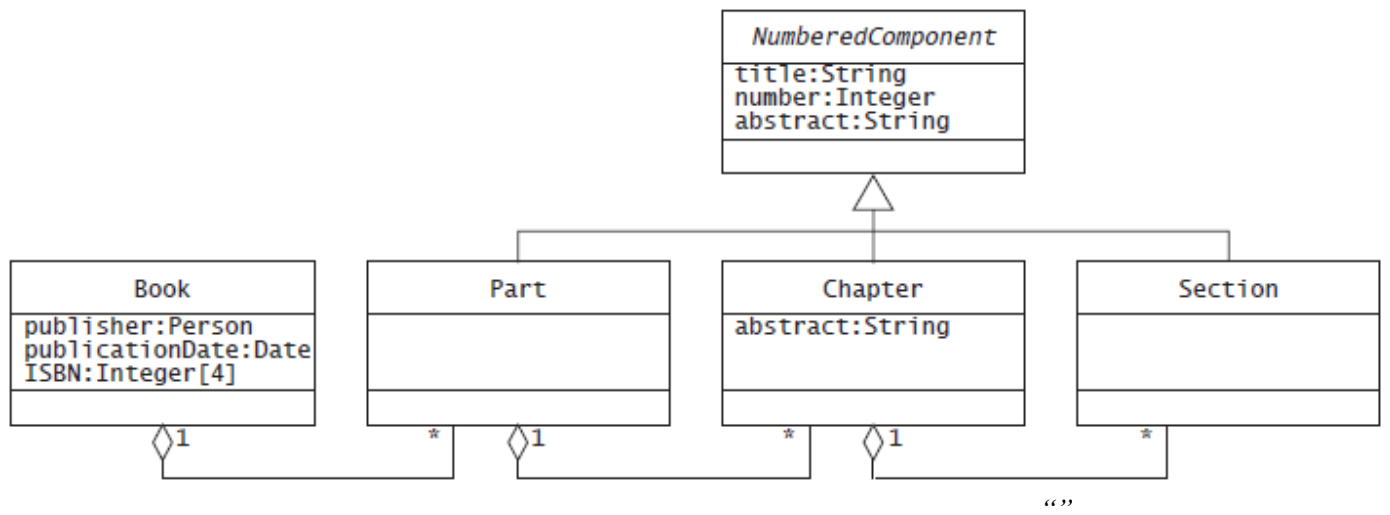 NumberedComponent
title:String
number:Integer
abstract:String
Book
publisher:Person
publicationDate:Date
ISBN:Integer[4]
Part
Chapter
abstract:String
Section
1
*
1
*
1
*
“”